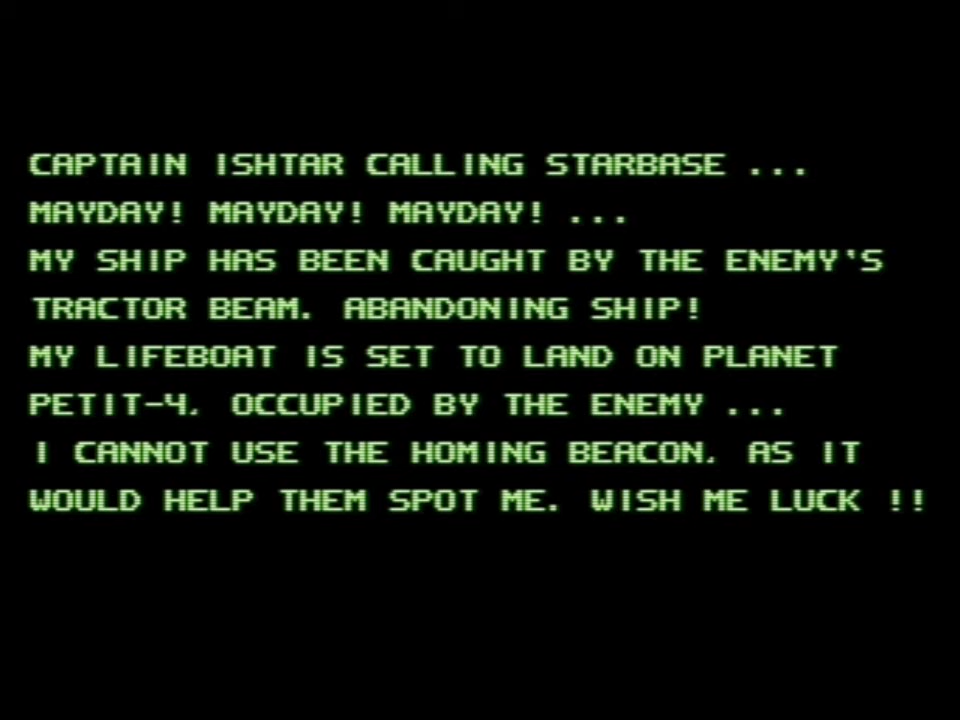 CAPTAIN ISHTAR CALLING STARBASE ...
MAYDAY! MAYDAY! MAYDAY! ...
MY SHIP HAS BEEN CAUGHT BY THE ENEMY'S
TRACTOR BEAM. ABANDONING SHIP!
MY LIFEBOAT IS SET TO LAND ON PLANET
PETIT-4, OCCUPIED BY THE ENEMY ...
I CANNOT USE THE HOMING BEACON, AS IT
WOULD HELP THEM SPOT ME. WISH ME LUCK !!